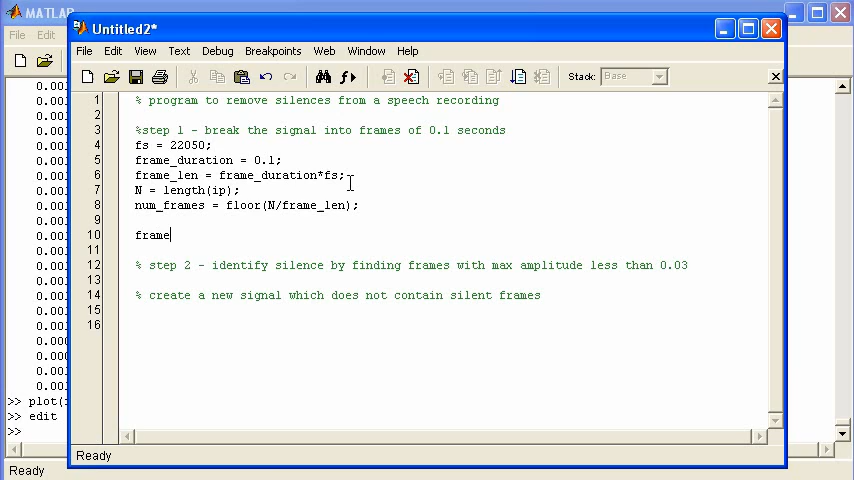 MATLAB
File Edit
Untitled2*
File Edit View Text Debug Breakpoints Web Window Help
Stack: Base
1 % program to remove silences from a speech recording
2
3 %step 1 - break the signal into frames of 0.1 seconds
4 fs = 22050;
5 frame_duration = 0.1;
6 frame_len = frame_duration*fs;
7 N = length(ip);
8 num_frames = floor(N/frame_len);
9
10 frame
11
12 % step 2 - identify silence by finding frames with max amplitude less than 0.03
13
14 % create a new signal which does not contain silent frames
15
16
>> plot(
>> edit
>>
Ready
Ready